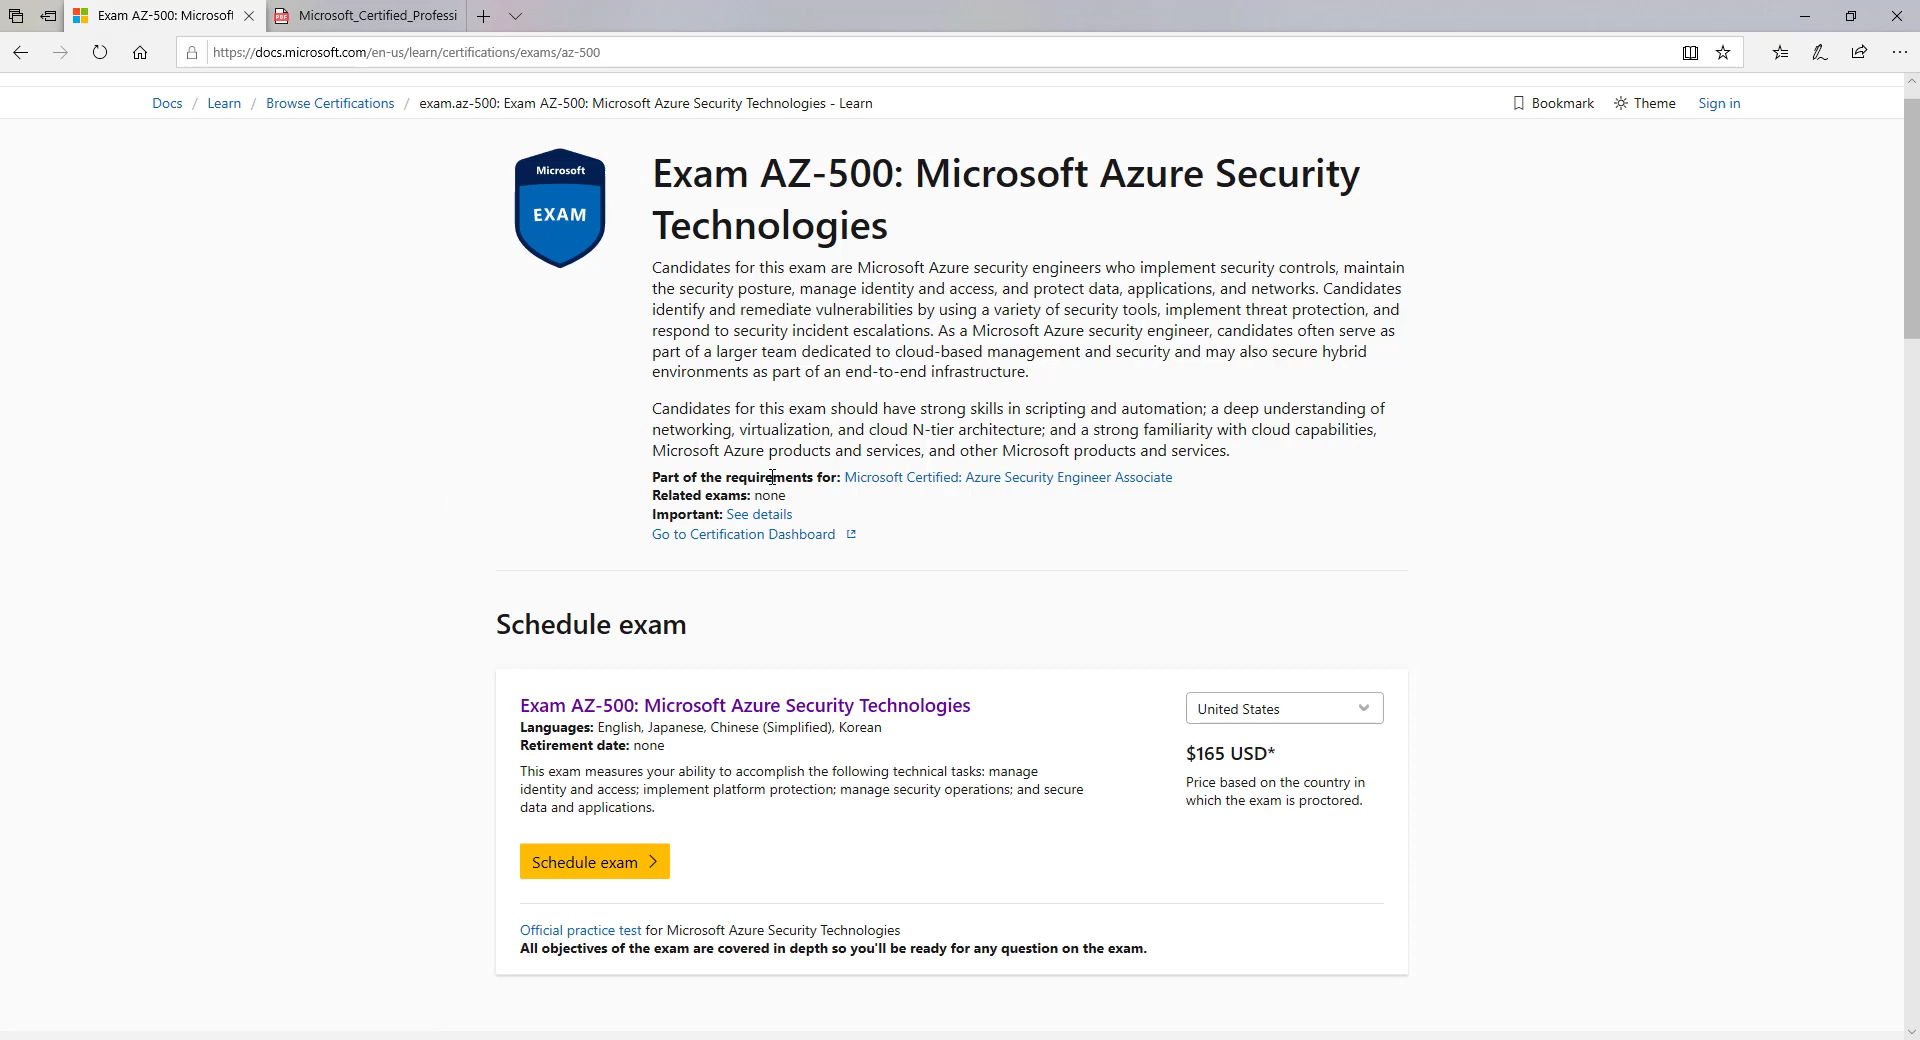 Exam AZ-500: Microsoft
Microsoft_Certified_Professi
https://docs.microsoft.com/en-us/learn/certifications/exams/az-500
Docs / Learn / Browse Certifications / exam.az-500: Exam AZ-500: Microsoft Azure Security Technologies - Learn
Bookmark Theme Sign in
Microsoft
EXAM
Exam AZ-500: Microsoft Azure Security
Technologies
Candidates for this exam are Microsoft Azure security engineers who implement security controls, maintain
the security posture, manage identity and access, and protect data, applications, and networks. Candidates
identify and remediate vulnerabilities by using a variety of security tools, implement threat protection, and
respond to security incident escalations. As a Microsoft Azure security engineer, candidates often serve as
part of a larger team dedicated to cloud-based management and security and may also secure hybrid
environments as part of an end-to-end infrastructure.
Candidates for this exam should have strong skills in scripting and automation; a deep understanding of
networking, virtualization, and cloud N-tier architecture; and a strong familiarity with cloud capabilities,
Microsoft Azure products and services, and other Microsoft products and services.
Part of the requirements for: Microsoft Certified: Azure Security Engineer Associate
Related exams: none
Important: See details
Go to Certification Dashboard
Schedule exam
Exam AZ-500: Microsoft Azure Security Technologies
Languages: English, Japanese, Chinese (Simplified), Korean
Retirement date: none
This exam measures your ability to accomplish the following technical tasks: manage
identity and access; implement platform protection; manage security operations; and secure
data and applications.
United States
$165 USD*
Price based on the country in
which the exam is proctored.
Schedule exam
Official practice test for Microsoft Azure Security Technologies
All objectives of the exam are covered in depth so you'll be ready for any question on the exam.